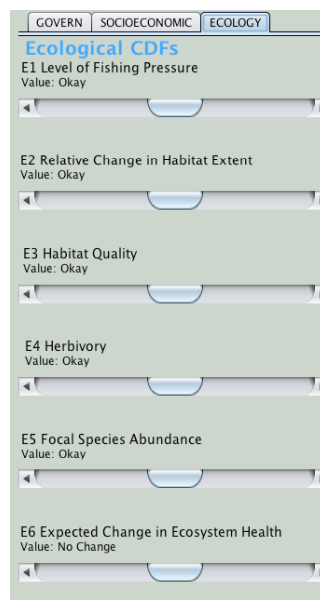 GOVERN SOCIOECONOMIC ECOLOGY
Ecological CDFs
E1 Level of Fishing Pressure
Value: Okay
E2 Relative Change in Habitat Extent
Value: Okay
E3 Habitat Quality
Value: Okay
E4 Herbivory
Value: Okay
E5 Focal Species Abundance
Value: Okay
E6 Expected Change in Ecosystem Health
Value: No Change